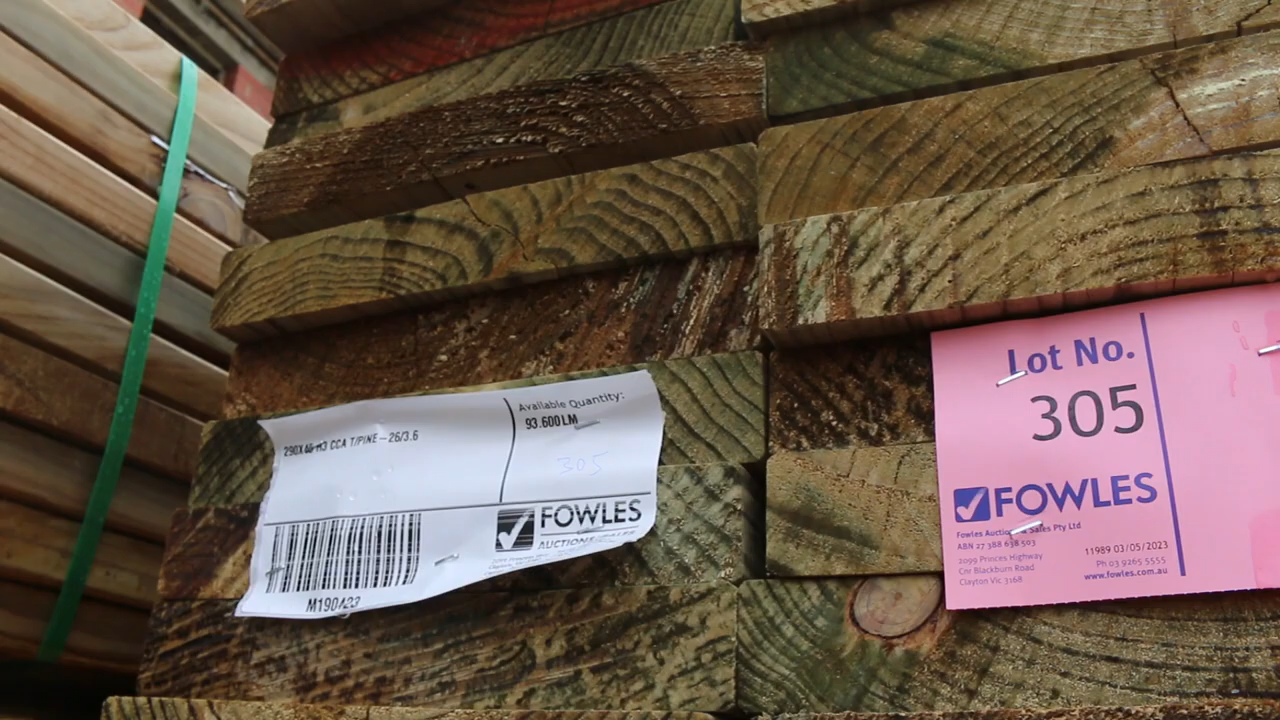 290X45 H3 CCA T/PINE - 26/3.6
Available Quantity:
93.600LM
305
FOWLES
AUCTIONS+SALES
M190423
Lot No.
305
FOWLES
Fowles Auction & Sales Pty Ltd
ABN 27 388 638 503
2099 Princes Highway
Cnr Blackburn Road
Clayton Vic 3168
11989 03/05/2023
Ph 03 9265 5555
www.fowles.com.au